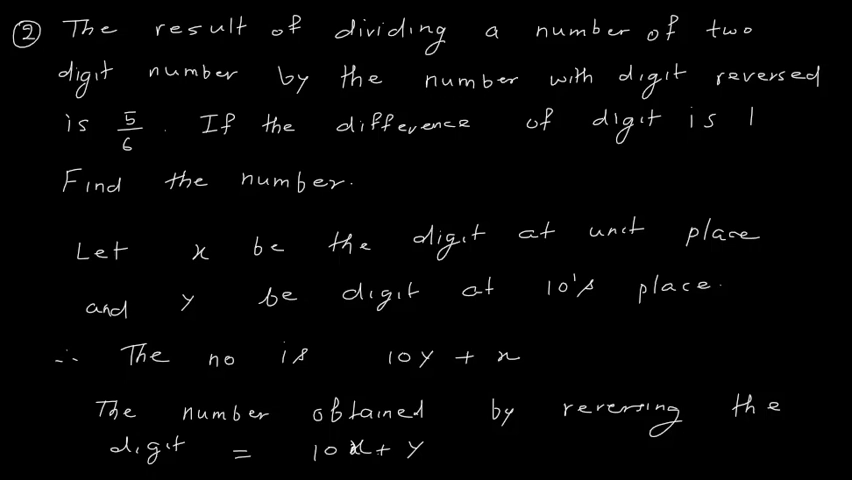 ② The result of dividing a number of two
digit number by the number with digit reversed
is 5/6. If the difference of digit is 1
Find the number.
Let x be the digit at unit place
and y be digit at 10's place.
∴ The no is 10y + x
The number obtained by reversing the
digit = 10x + y